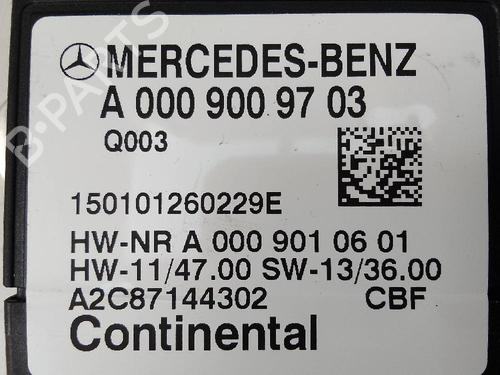 MERCEDES-BENZ
A 000 900 97 03
Q003
150101260229E
HW-NR A 000 901 06 01
HW-11/47.00 SW-13/36.00
A2C87144302 CBF
Continental